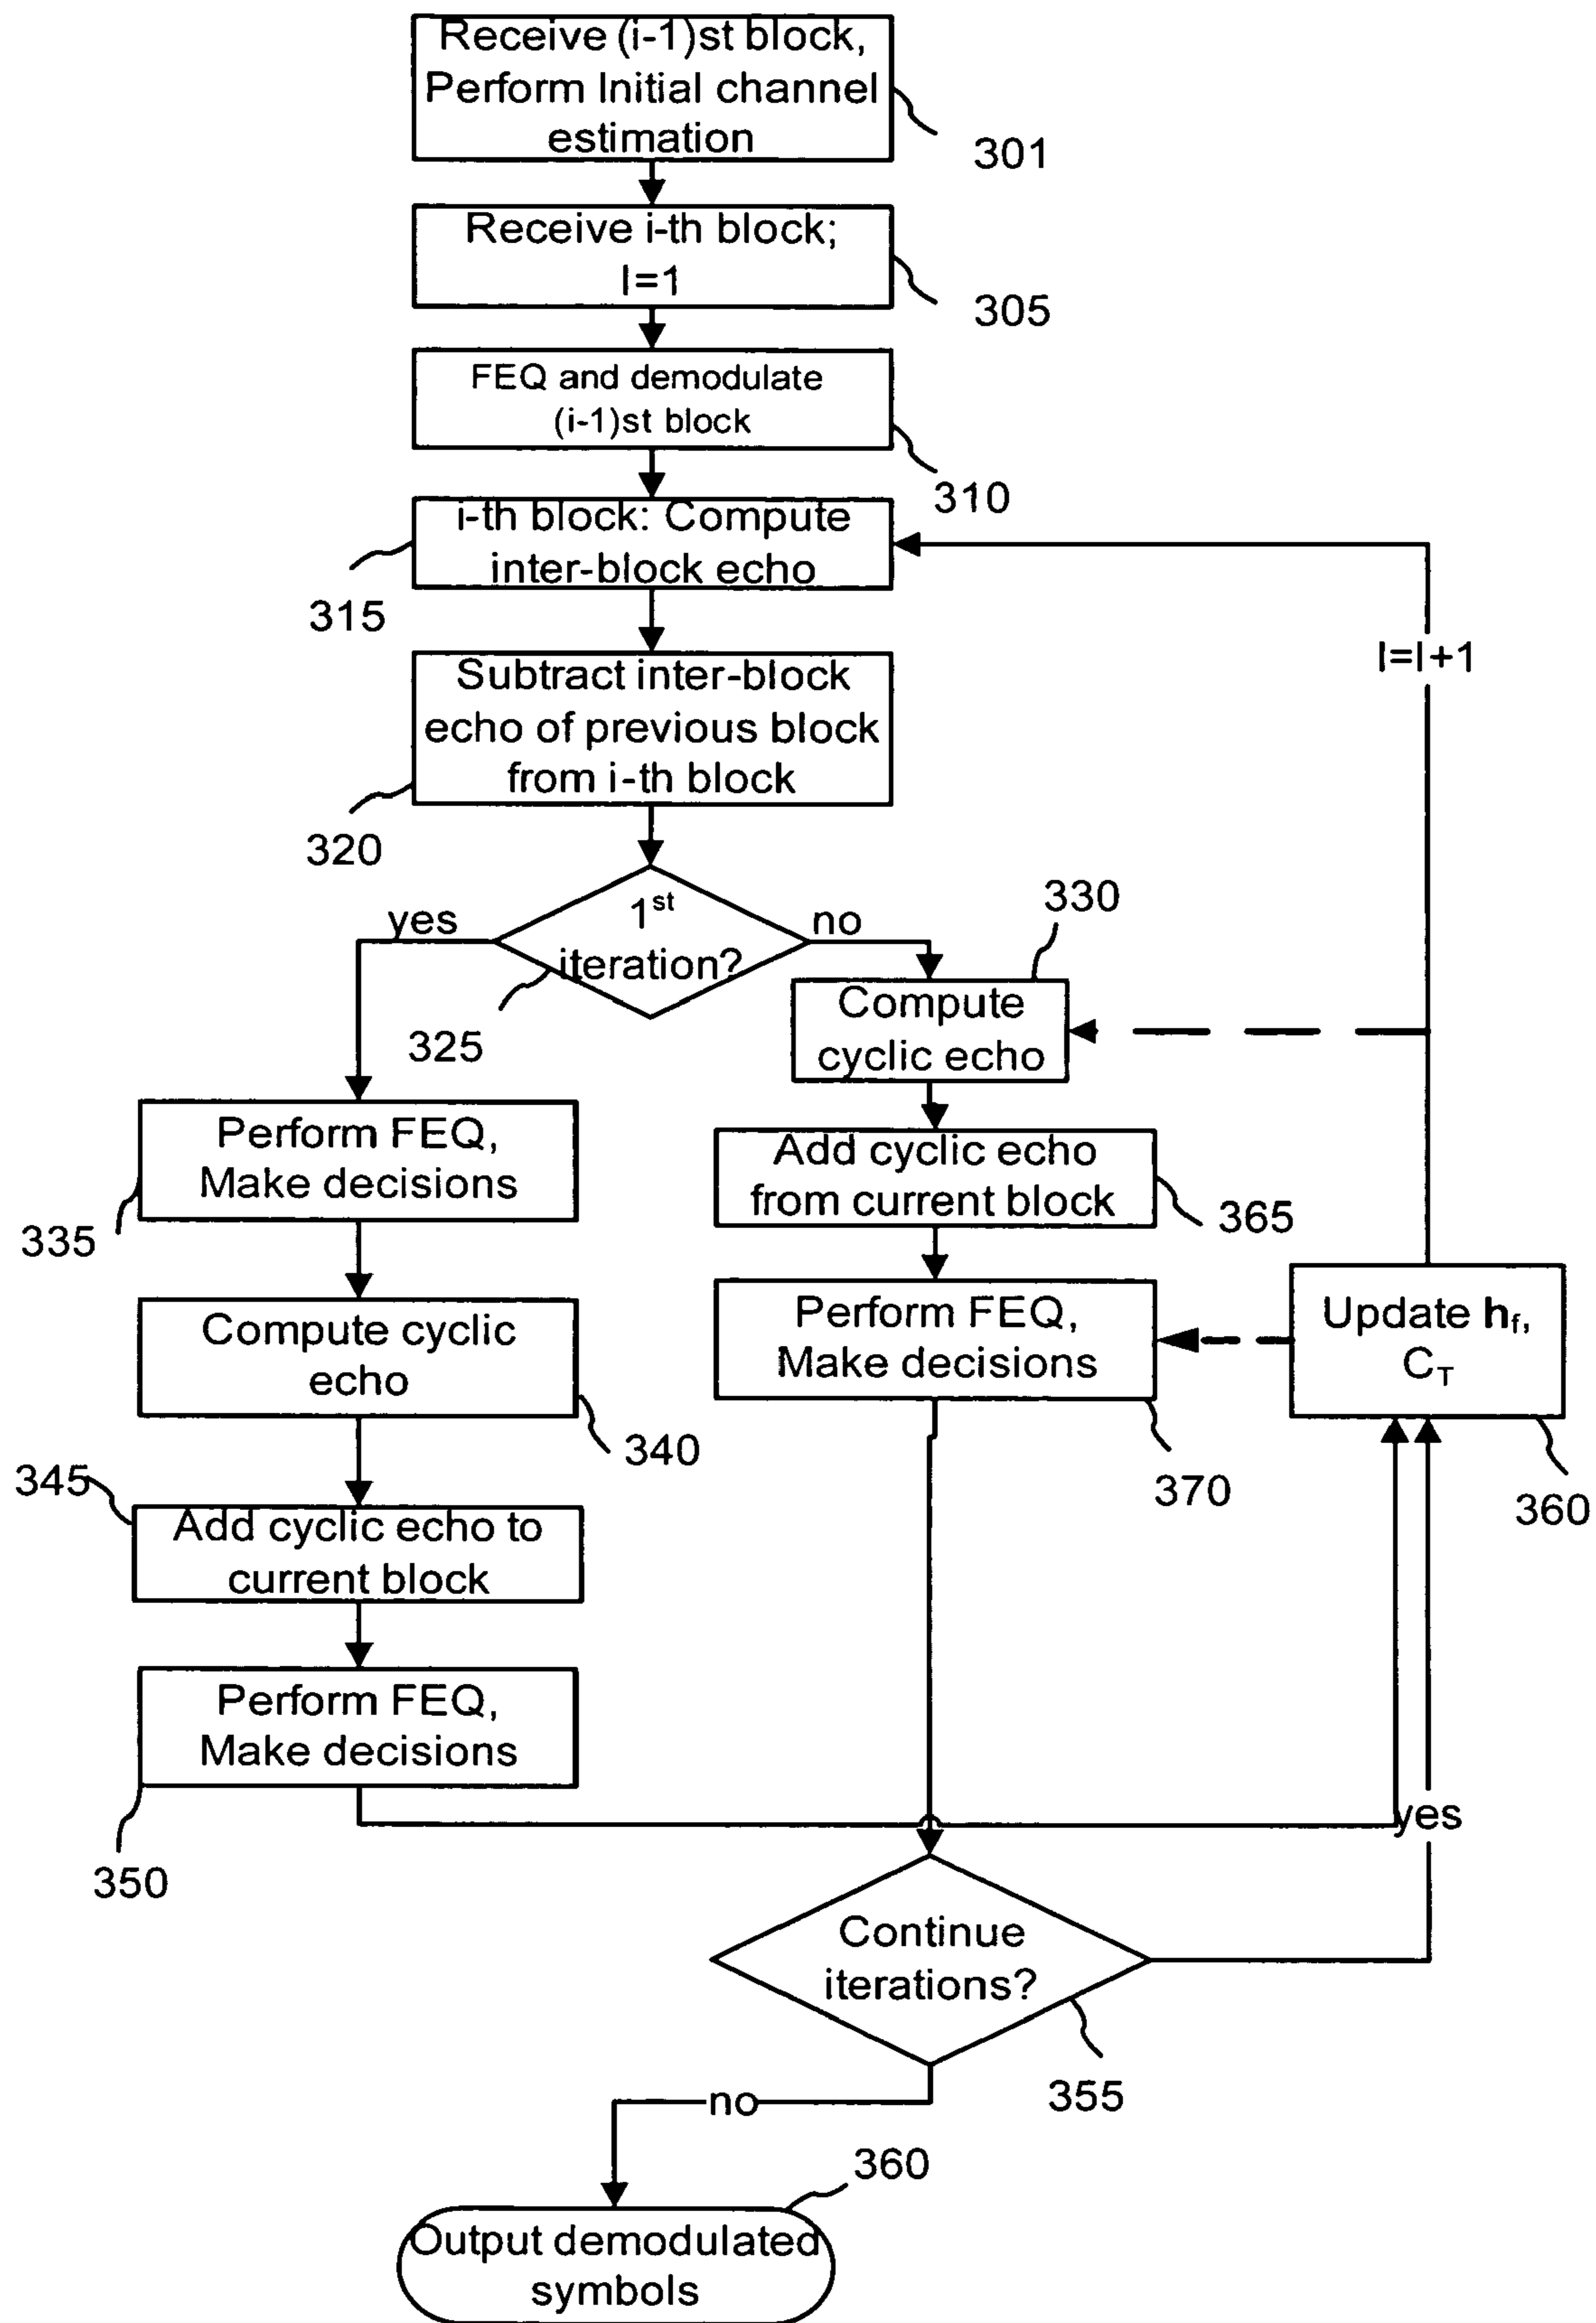 Receive (i-1)st block,
Perform Initial channel
estimation
301
Receive i-th block;
I=1
305
FEQ and demodulate
(i-1)st block
310
i-th block: Compute
inter-block echo
315
I=I+1
Subtract inter-block
echo of previous block
from i-th block
320
1st
iteration?
yes
no
325
330
Compute
cyclic echo
Perform FEQ,
Make decisions
335
Add cyclic echo
from current block
365
Compute cyclic
echo
340
Perform FEQ,
Make decisions
370
Update hf,
CT
360
345
Add cyclic echo to
current block
Perform FEQ,
Make decisions
350
yes
Continue
iterations?
355
no
360
Output demodulated
symbols